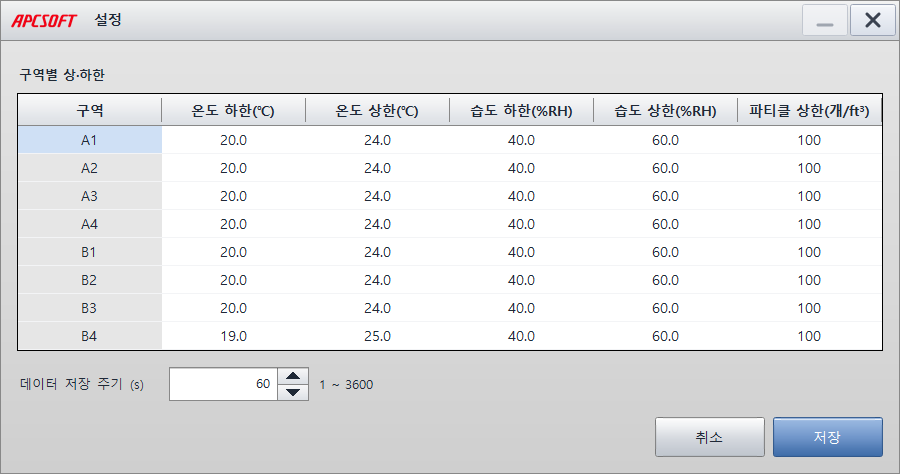 APCSOFT 설정
구역별 상·하한
구역 온도 하한(℃) 온도 상한(℃) 습도 하한(%RH) 습도 상한(%RH) 파티클 상한(개/ft³)
A1 20.0 24.0 40.0 60.0 100
A2 20.0 24.0 40.0 60.0 100
A3 20.0 24.0 40.0 60.0 100
A4 20.0 24.0 40.0 60.0 100
B1 20.0 24.0 40.0 60.0 100
B2 20.0 24.0 40.0 60.0 100
B3 20.0 24.0 40.0 60.0 100
B4 19.0 25.0 40.0 60.0 100
데이터 저장 주기 (s) 60 1 ~ 3600
취소 저장